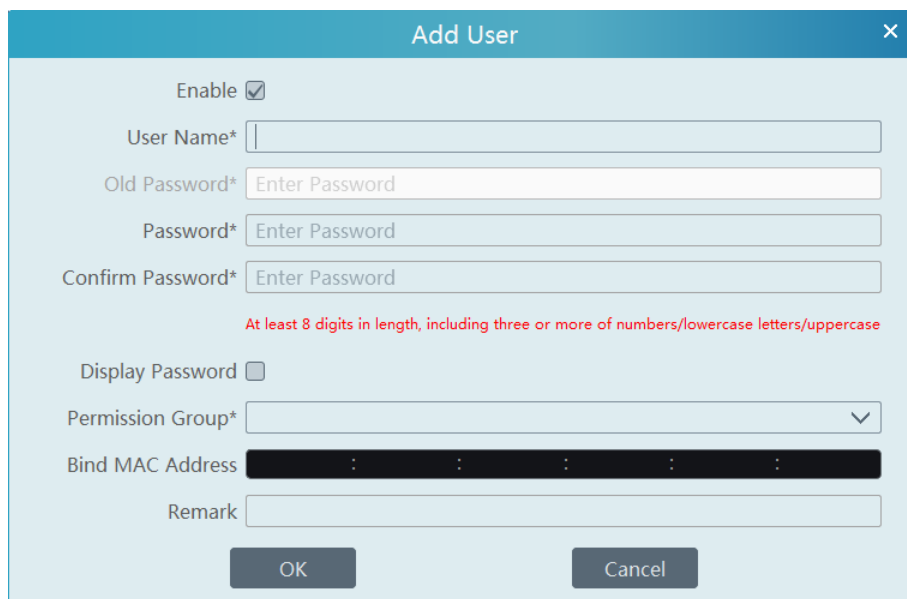 Add User
Enable
User Name*
Old Password* Enter Password
Password* Enter Password
Confirm Password* Enter Password
At least 8 digits in length, including three or more of numbers/lowercase letters/uppercase
Display Password
Permission Group*
Bind MAC Address : : : : :
Remark
OK Cancel